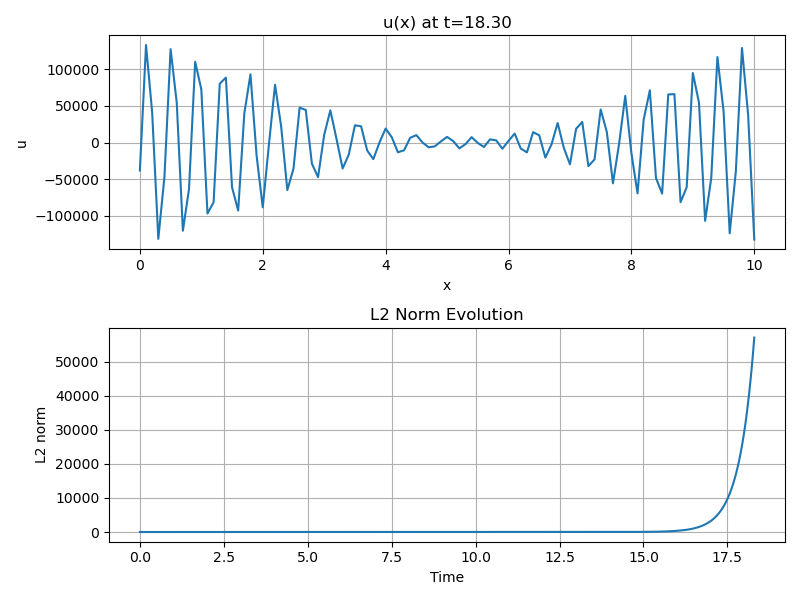 u(x) at t=18.30
100000
50000
0
−50000
−100000
u
0 2 4 6 8 10
x
L2 Norm Evolution
50000
40000
30000
20000
10000
0
L2 norm
0.0 2.5 5.0 7.5 10.0 12.5 15.0 17.5
Time